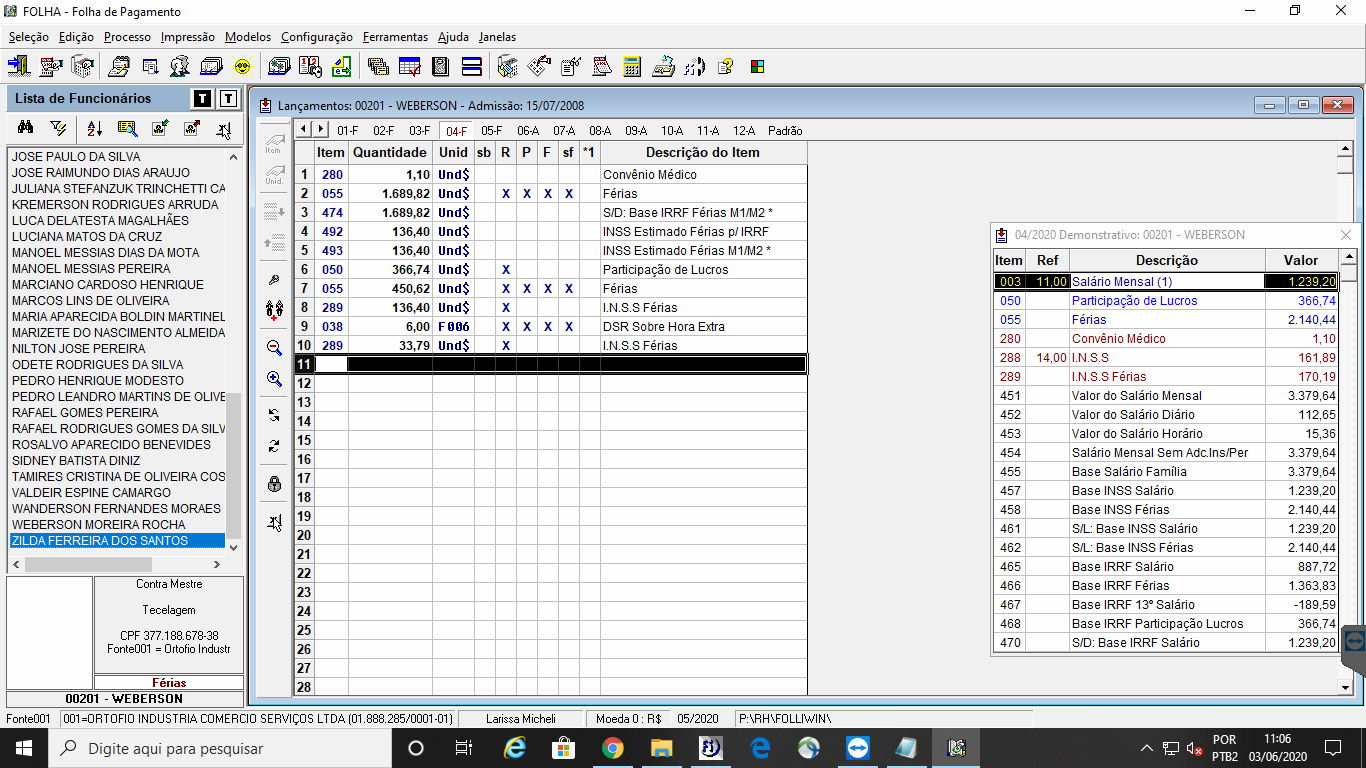 FOLHA - Folha de Pagamento
Seleção Edição Processo Impressão Modelos Configuração Ferramentas Ajuda Janelas
Lista de Funcionários T T
JOSE PAULO DA SILVA
JOSE RAIMUNDO DIAS ARAUJO
JULIANA STEFANZUK TRINCHETTI CA
KREMERSON RODRIGUES ARRUDA
LUCA DELATESTA MAGALHÃES
LUCIANA MATOS DA CRUZ
MANOEL MESSIAS DIAS DA MOTA
MANOEL MESSIAS PEREIRA
MARCIANO CARDOSO HENRIQUE
MARCOS LINS DE OLIVEIRA
MARIA APARECIDA BOLDIN MARTINEL
MARIZETE DO NASCIMENTO ALMEIDA
NILTON JOSE PEREIRA
ODETE RODRIGUES DA SILVA
PEDRO HENRIQUE MODESTO
PEDRO LEANDRO MARTINS DE OLIVE
RAFAEL GOMES PEREIRA
RAFAEL RODRIGUES GOMES DA SILV
ROSALVO APARECIDO BENEVIDES
SIDNEY BATISTA DINIZ
TAMIRES CRISTINA DE OLIVEIRA COS
VALDEIR ESPINE CAMARGO
WANDERSON FERNANDES MORAES
WEBERSON MOREIRA ROCHA
ZILDA FERREIRA DOS SANTOS
Contra Mestre
Tecelagem
CPF 377.188.678-38
Fonte001 = Ortofio Industr
Férias
00201 - WEBERSON
Lançamentos: 00201 - WEBERSON - Admissão: 15/07/2008
Item
Unid.
01-F 02-F 03-F 04-F 05-F 06-A 07-A 08-A 09-A 10-A 11-A 12-A Padrão
Item Quantidade Unid sb R P F sf *1 Descrição do Item
1 280 1,10 Und$ Convênio Médico
2 055 1.689,82 Und$ X X X X Férias
3 474 1.689,82 Und$ S/D: Base IRRF Férias M1/M2 *
4 492 136,40 Und$ INSS Estimado Férias p/ IRRF
5 493 136,40 Und$ INSS Estimado Férias M1/M2 *
6 050 366,74 Und$ X Participação de Lucros
7 055 450,62 Und$ X X X X Férias
8 289 136,40 Und$ X I.N.S.S Férias
9 038 6,00 F006 X X X X DSR Sobre Hora Extra
10 289 33,79 Und$ X I.N.S.S Férias
11
12
13
14
15
16
17
18
19
20
21
22
23
24
25
26
27
28
04/2020 Demonstrativo: 00201 - WEBERSON
Item Ref Descrição Valor
003 11,00 Salário Mensal (1) 1.239,20
050 Participação de Lucros 366,74
055 Férias 2.140,44
280 Convênio Médico 1,10
288 14,00 I.N.S.S 161,89
289 I.N.S.S Férias 170,19
451 Valor do Salário Mensal 3.379,64
452 Valor do Salário Diário 112,65
453 Valor do Salário Horário 15,36
454 Salário Mensal Sem Adc.Ins/Per 3.379,64
455 Base Salário Família 3.379,64
457 Base INSS Salário 1.239,20
458 Base INSS Férias 2.140,44
461 S/L: Base INSS Salário 1.239,20
462 S/L: Base INSS Férias 2.140,44
465 Base IRRF Salário 887,72
466 Base IRRF Férias 1.363,83
467 Base IRRF 13º Salário -189,59
468 Base IRRF Participação Lucros 366,74
470 S/D: Base IRRF Salário 1.239,20
Fonte001 001=ORTOFIO INDUSTRIA COMERCIO SERVIÇOS LTDA (01.888.285/0001-01) Larissa Micheli Moeda 0 : R$ 05/2020 P:\RH\FOLLIWIN\
Digite aqui para pesquisar
POR
PTB2
11:06
03/06/2020